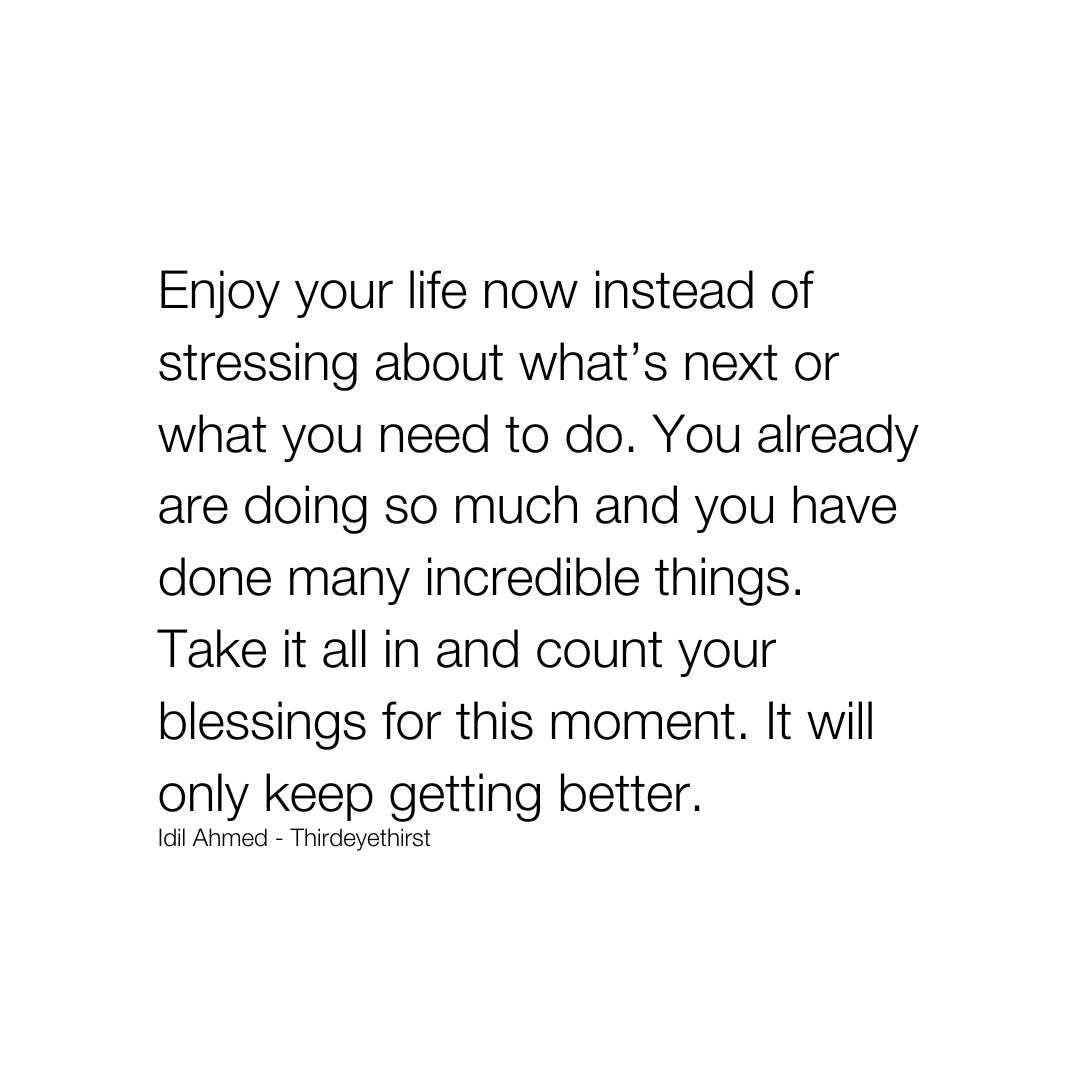 Enjoy your life now instead of
stressing about what’s next or
what you need to do. You already
are doing so much and you have
done many incredible things.
Take it all in and count your
blessings for this moment. It will
only keep getting better.
Idil Ahmed - Thirdeyethirst